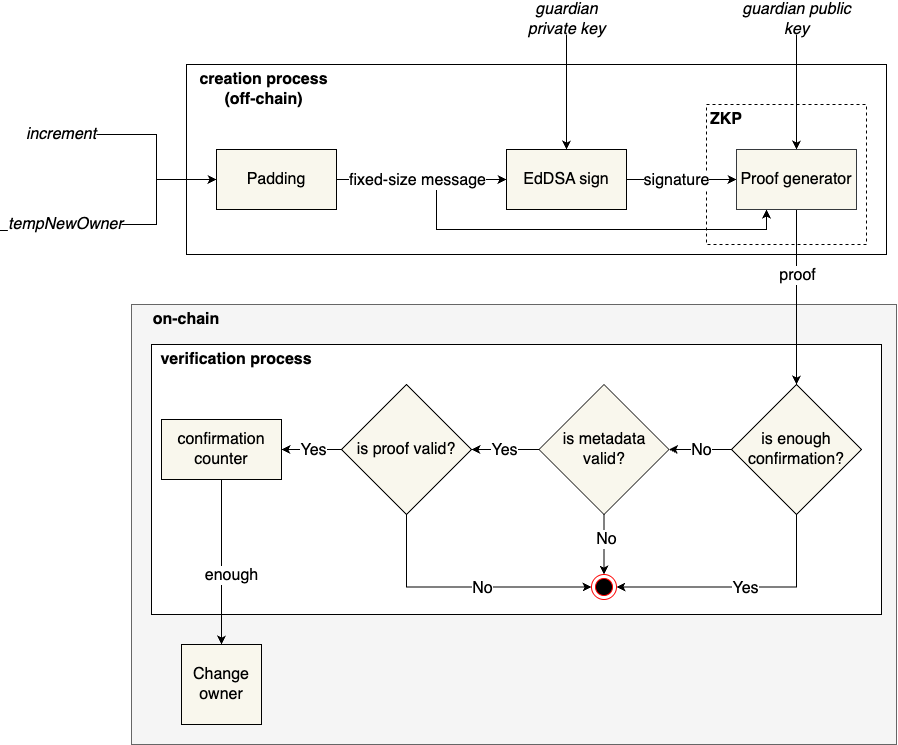 guardian
private key
guardian public
key
creation process
(off-chain)
ZKP
increment
Padding
fixed-size message
EdDSA sign
signature
Proof generator
_tempNewOwner
proof
on-chain
verification process
confirmation
counter
Yes
is proof valid?
Yes
is metadata
valid?
No
is enough
confirmation?
No
enough
No
Yes
Change
owner